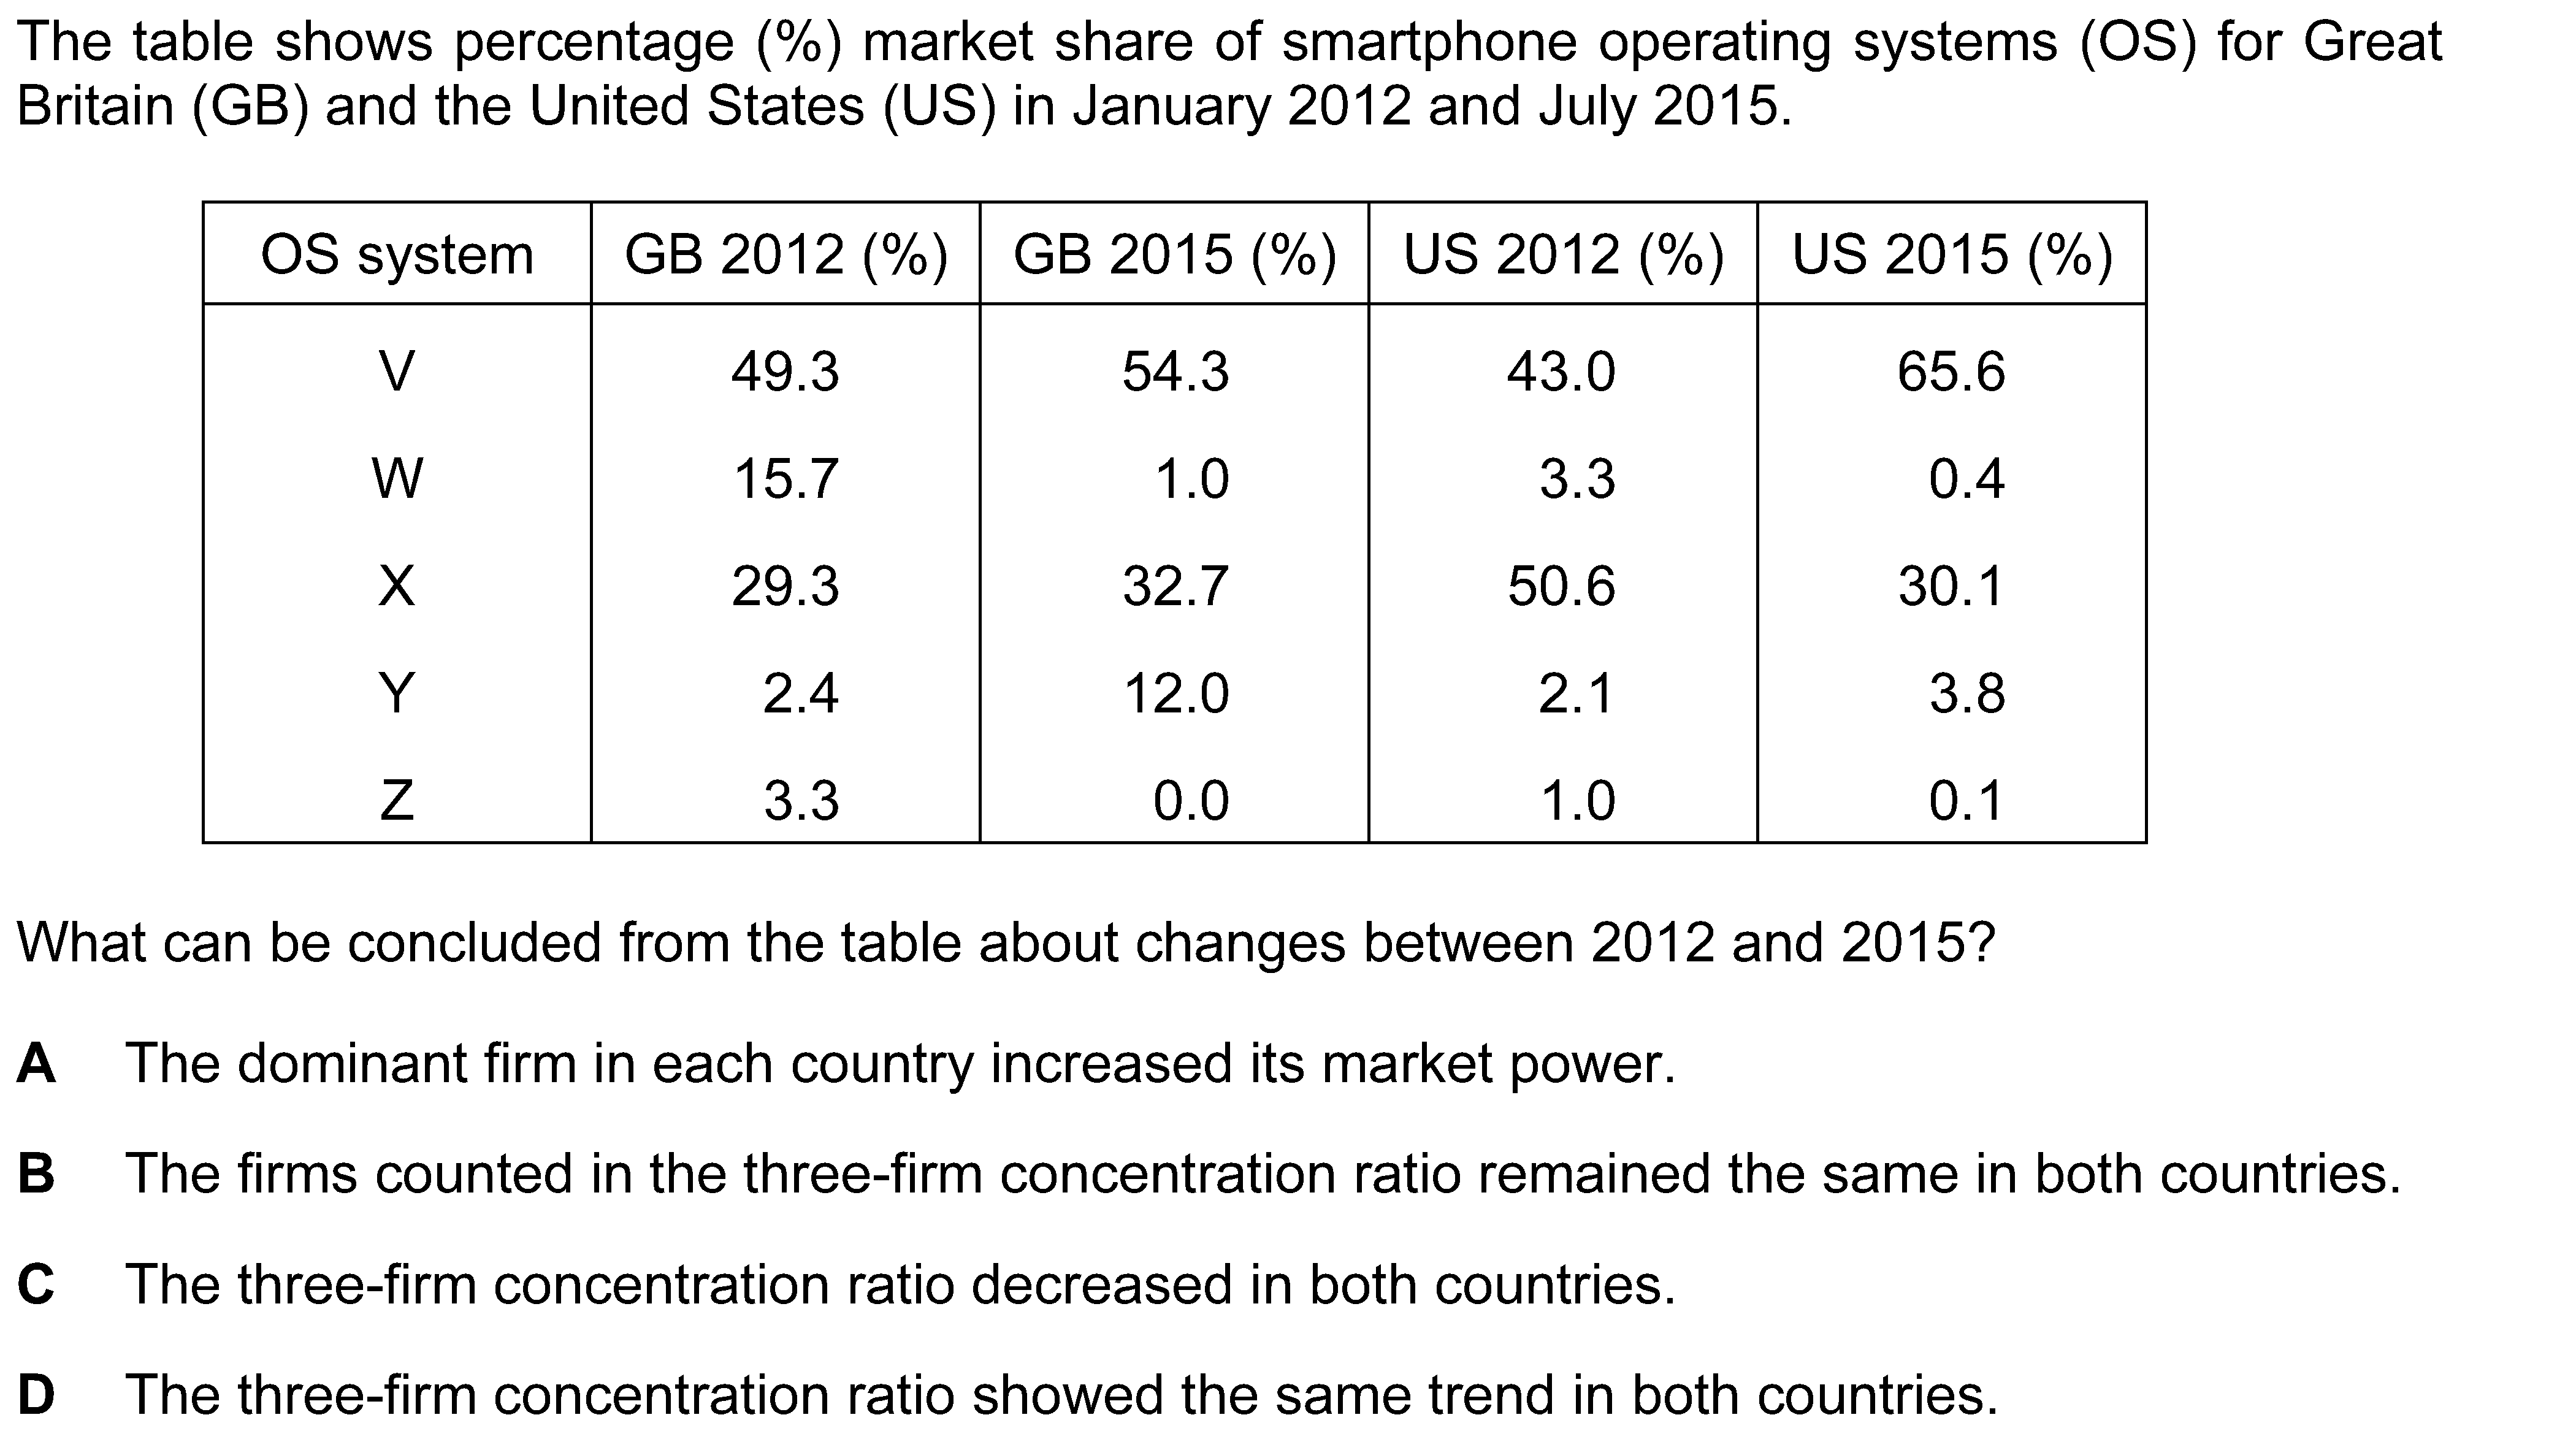 The table shows percentage (%) market share of smartphone operating systems (OS) for Great
Britain (GB) and the United States (US) in January 2012 and July 2015.
OS system GB 2012 (%) GB 2015 (%) US 2012 (%) US 2015 (%)
V 49.3 54.3 43.0 65.6
W 15.7 1.0 3.3 0.4
X 29.3 32.7 50.6 30.1
Y 2.4 12.0 2.1 3.8
Z 3.3 0.0 1.0 0.1
What can be concluded from the table about changes between 2012 and 2015?
A The dominant firm in each country increased its market power.
B The firms counted in the three-firm concentration ratio remained the same in both countries.
C The three-firm concentration ratio decreased in both countries.
D The three-firm concentration ratio showed the same trend in both countries.